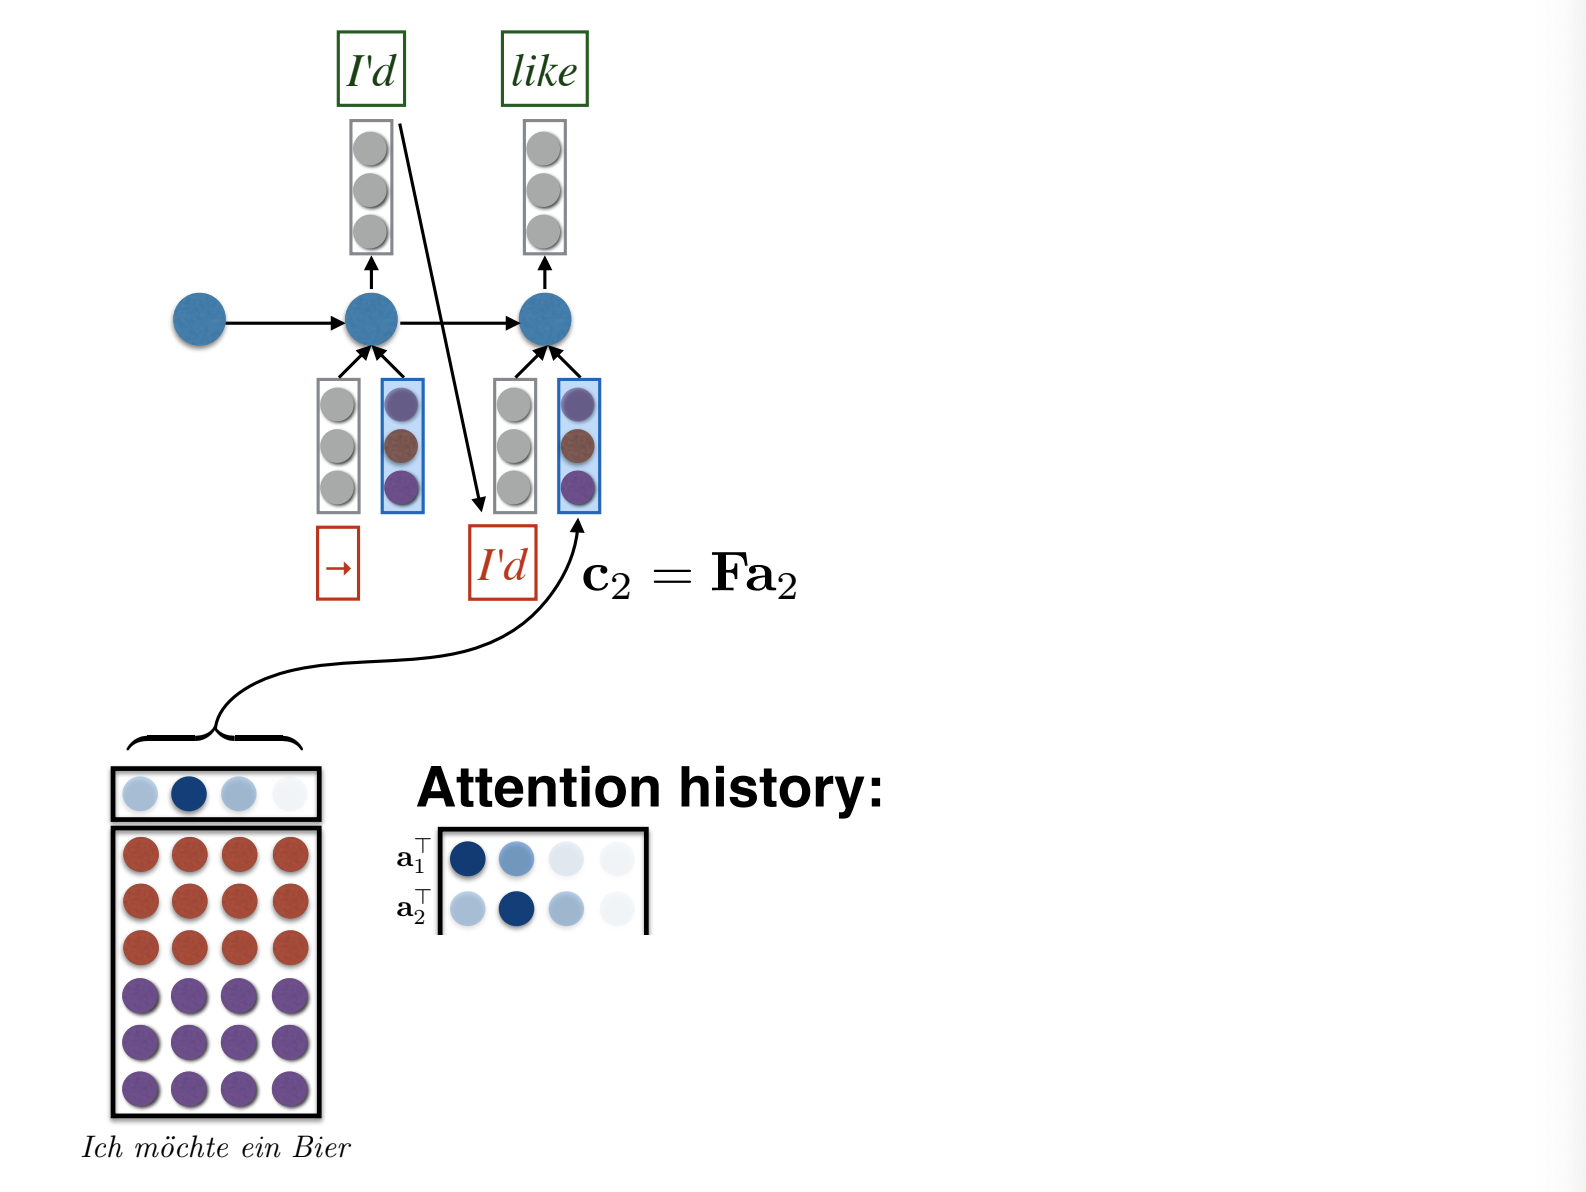 I'd like
→ I'd
c₂ = Fa₂
Attention history:
a₁⊤
a₂⊤
Ich möchte ein Bier